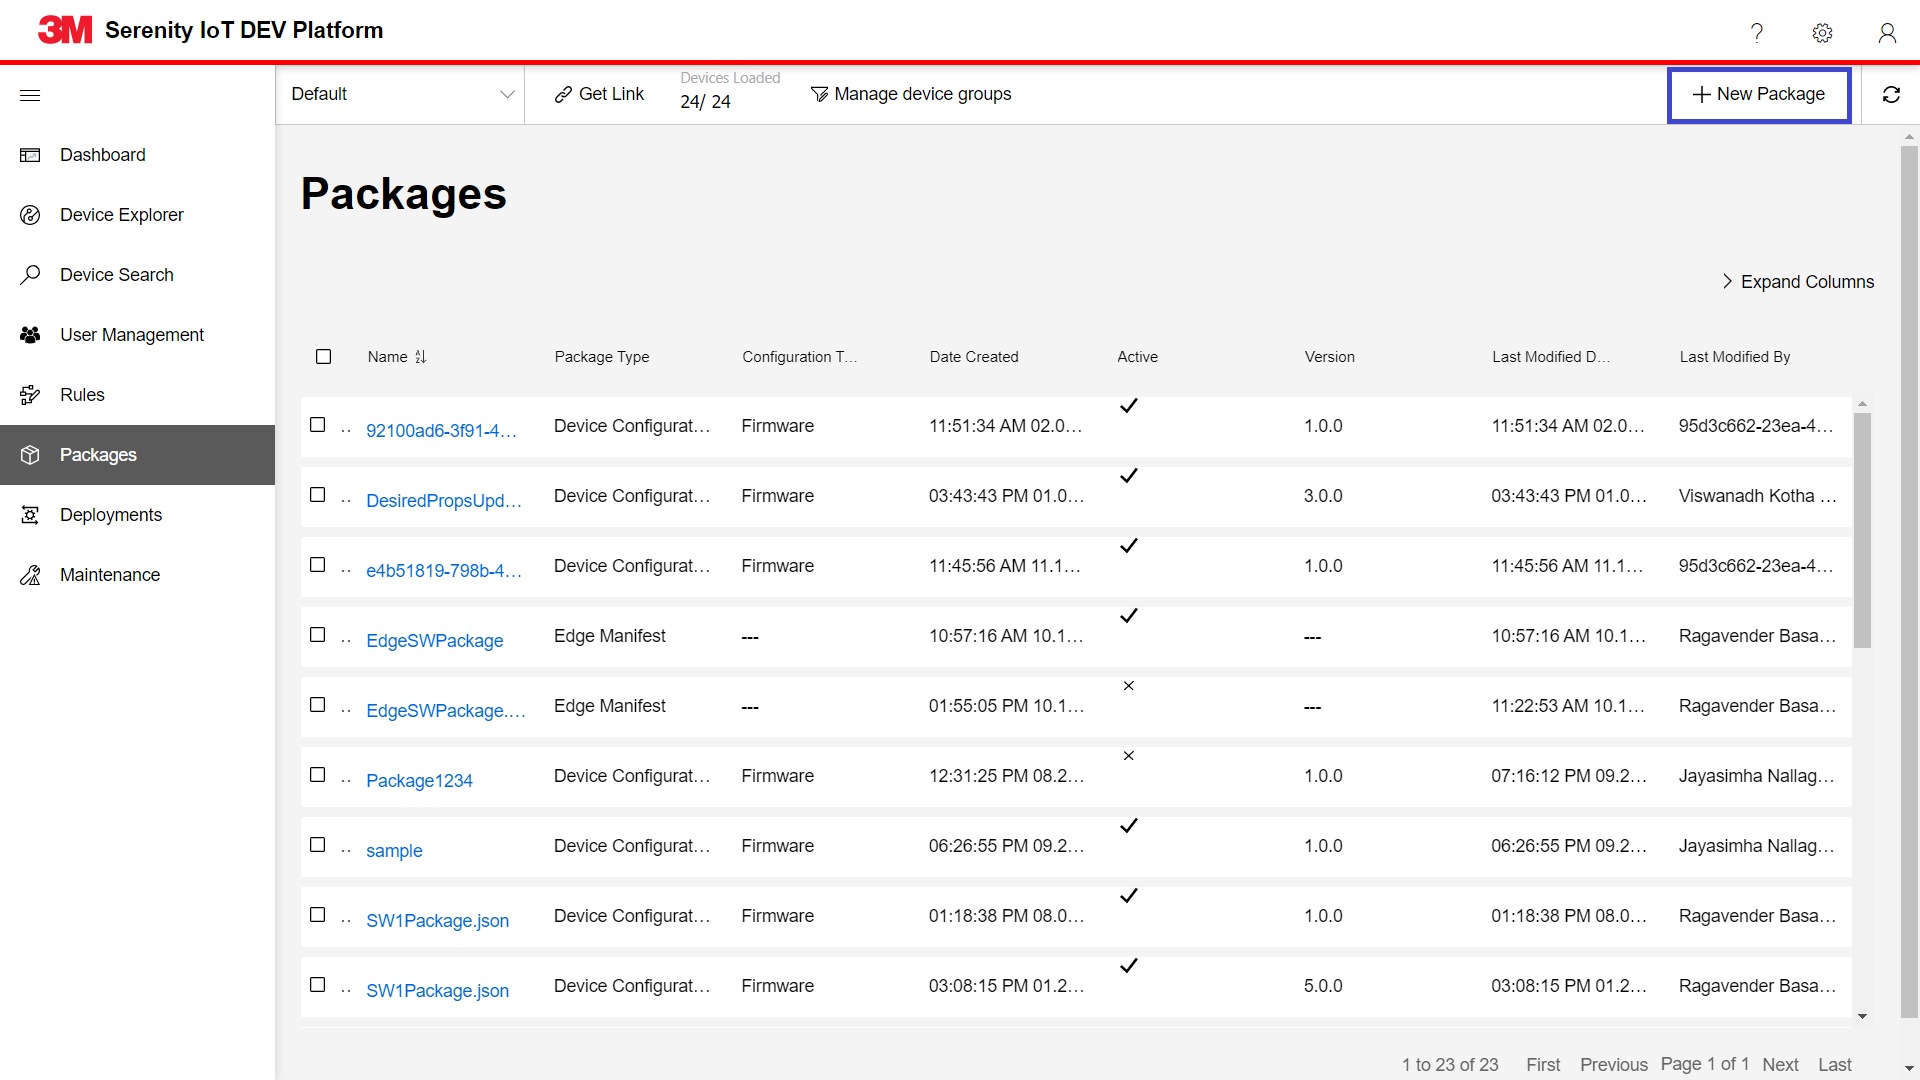 3M Serenity IoT DEV Platform
?
Default
Get Link
Devices Loaded
24/ 24
Manage device groups
New Package
Dashboard
Device Explorer
Device Search
User Management
Rules
Packages
Deployments
Maintenance
Packages
Expand Columns
Name Package Type Configuration T... Date Created Active Version Last Modified D... Last Modified By
.. 92100ad6-3f91-4... Device Configurat... Firmware 11:51:34 AM 02.0... 1.0.0 11:51:34 AM 02.0... 95d3c662-23ea-4...
.. DesiredPropsUpd... Device Configurat... Firmware 03:43:43 PM 01.0... 3.0.0 03:43:43 PM 01.0... Viswanadh Kotha ...
.. e4b51819-798b-4... Device Configurat... Firmware 11:45:56 AM 11.1... 1.0.0 11:45:56 AM 11.1... 95d3c662-23ea-4...
.. EdgeSWPackage Edge Manifest --- 10:57:16 AM 10.1... --- 10:57:16 AM 10.1... Ragavender Basa...
.. EdgeSWPackage.... Edge Manifest --- 01:55:05 PM 10.1... --- 11:22:53 AM 10.1... Ragavender Basa...
.. Package1234 Device Configurat... Firmware 12:31:25 PM 08.2... 1.0.0 07:16:12 PM 09.2... Jayasimha Nallag...
.. sample Device Configurat... Firmware 06:26:55 PM 09.2... 1.0.0 06:26:55 PM 09.2... Jayasimha Nallag...
.. SW1Package.json Device Configurat... Firmware 01:18:38 PM 08.0... 1.0.0 01:18:38 PM 08.0... Ragavender Basa...
.. SW1Package.json Device Configurat... Firmware 03:08:15 PM 01.2... 5.0.0 03:08:15 PM 01.2... Ragavender Basa...
1 to 23 of 23 First Previous Page 1 of 1 Next Last